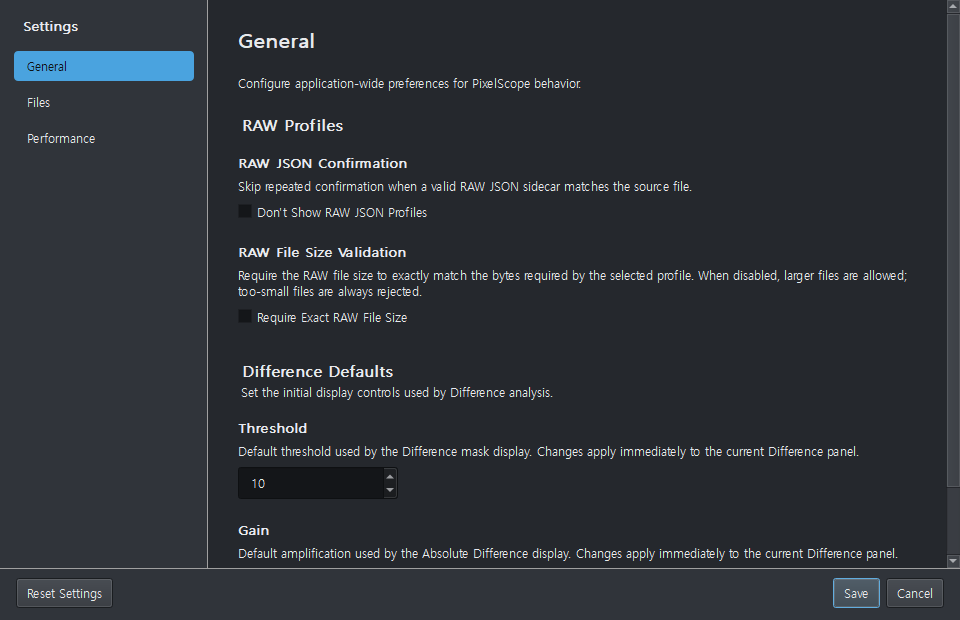 Settings
General
Files
Performance
General
Configure application-wide preferences for PixelScope behavior.
RAW Profiles
RAW JSON Confirmation
Skip repeated confirmation when a valid RAW JSON sidecar matches the source file.
Don't Show RAW JSON Profiles
RAW File Size Validation
Require the RAW file size to exactly match the bytes required by the selected profile. When disabled, larger files are allowed;
too-small files are always rejected.
Require Exact RAW File Size
Difference Defaults
Set the initial display controls used by Difference analysis.
Threshold
Default threshold used by the Difference mask display. Changes apply immediately to the current Difference panel.
10
Gain
Default amplification used by the Absolute Difference display. Changes apply immediately to the current Difference panel.
Reset Settings
Save
Cancel